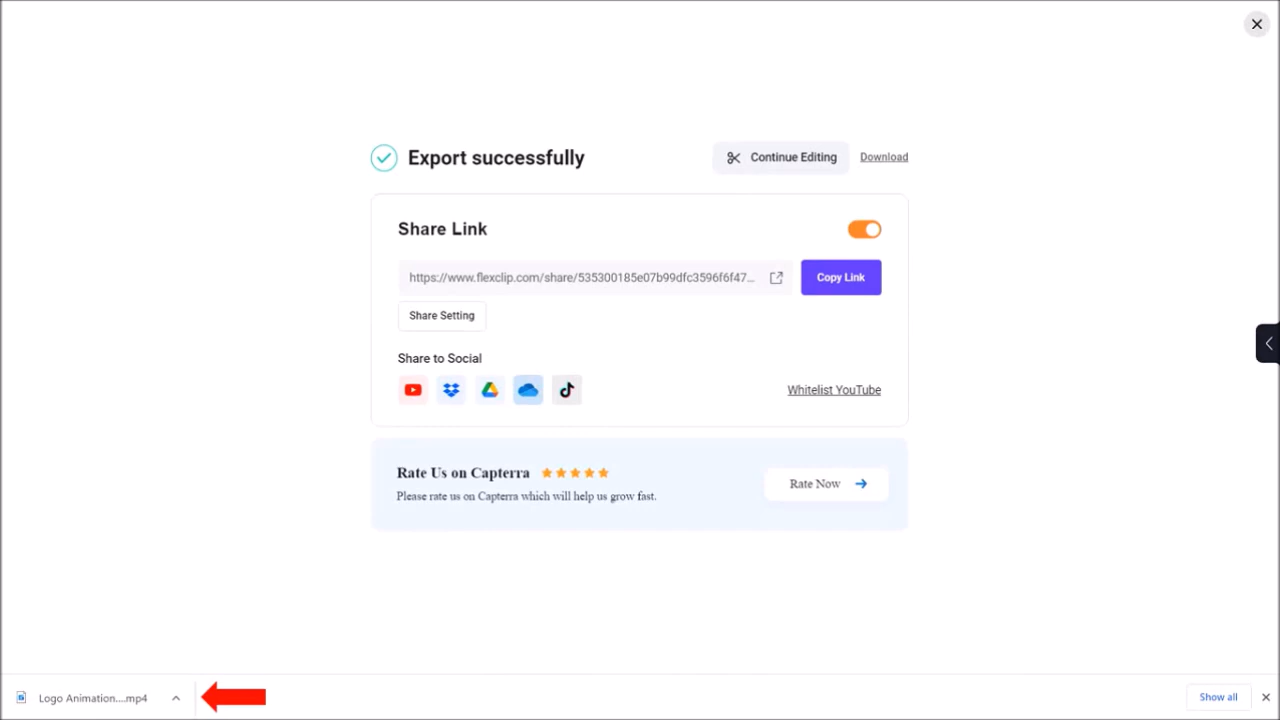 Export successfully
Continue Editing
Download
Share Link
https://www.flexclip.com/share/535300185e07b99dfc3596f6f47...
Copy Link
Share Setting
Share to Social
Whitelist YouTube
Rate Us on Capterra
Please rate us on Capterra which will help us grow fast.
Rate Now
Logo Animation....mp4
Show all